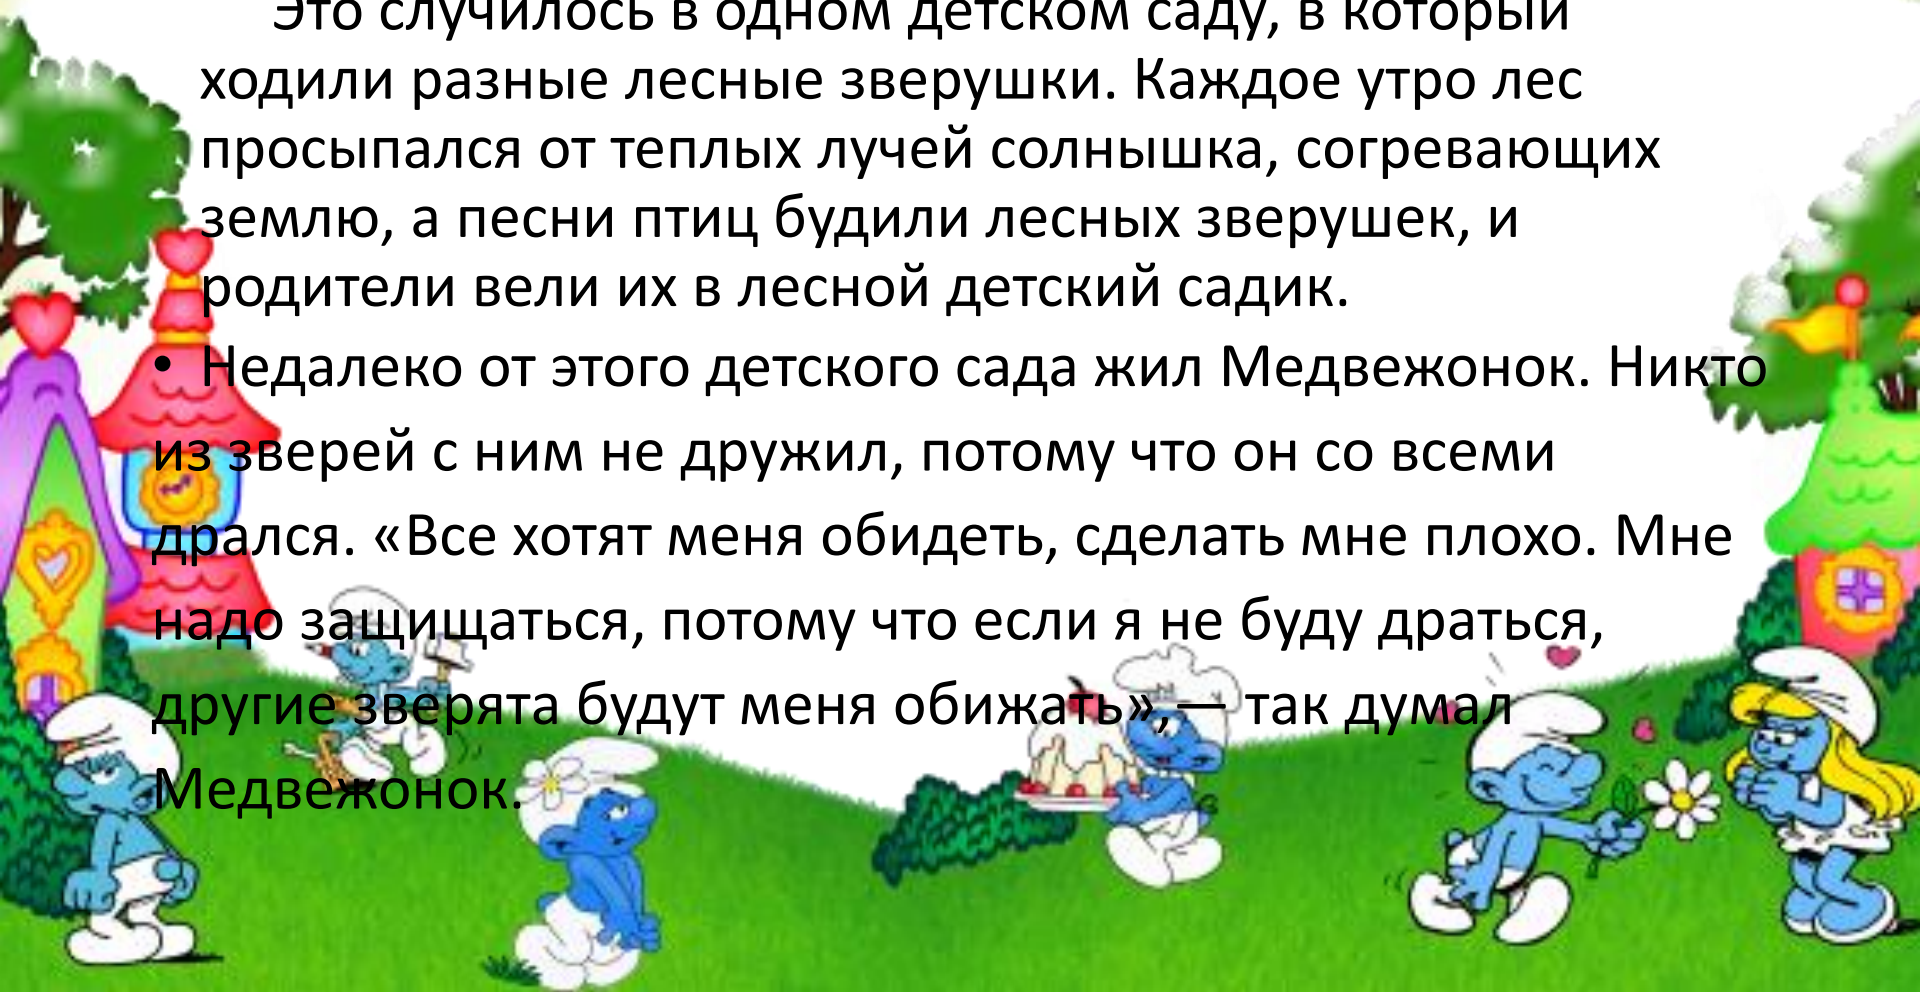 Это случилось в одном детском саду, в который
ходили разные лесные зверушки. Каждое утро лес
просыпался от теплых лучей солнышка, согревающих
землю, а песни птиц будили лесных зверушек, и
родители вели их в лесной детский садик.
• Недалеко от этого детского сада жил Медвежонок. Никто
из зверей с ним не дружил, потому что он со всеми
дрался. «Все хотят меня обидеть, сделать мне плохо. Мне
надо защищаться, потому что если я не буду драться,
другие зверята будут меня обижать»,— так думал
Медвежонок.